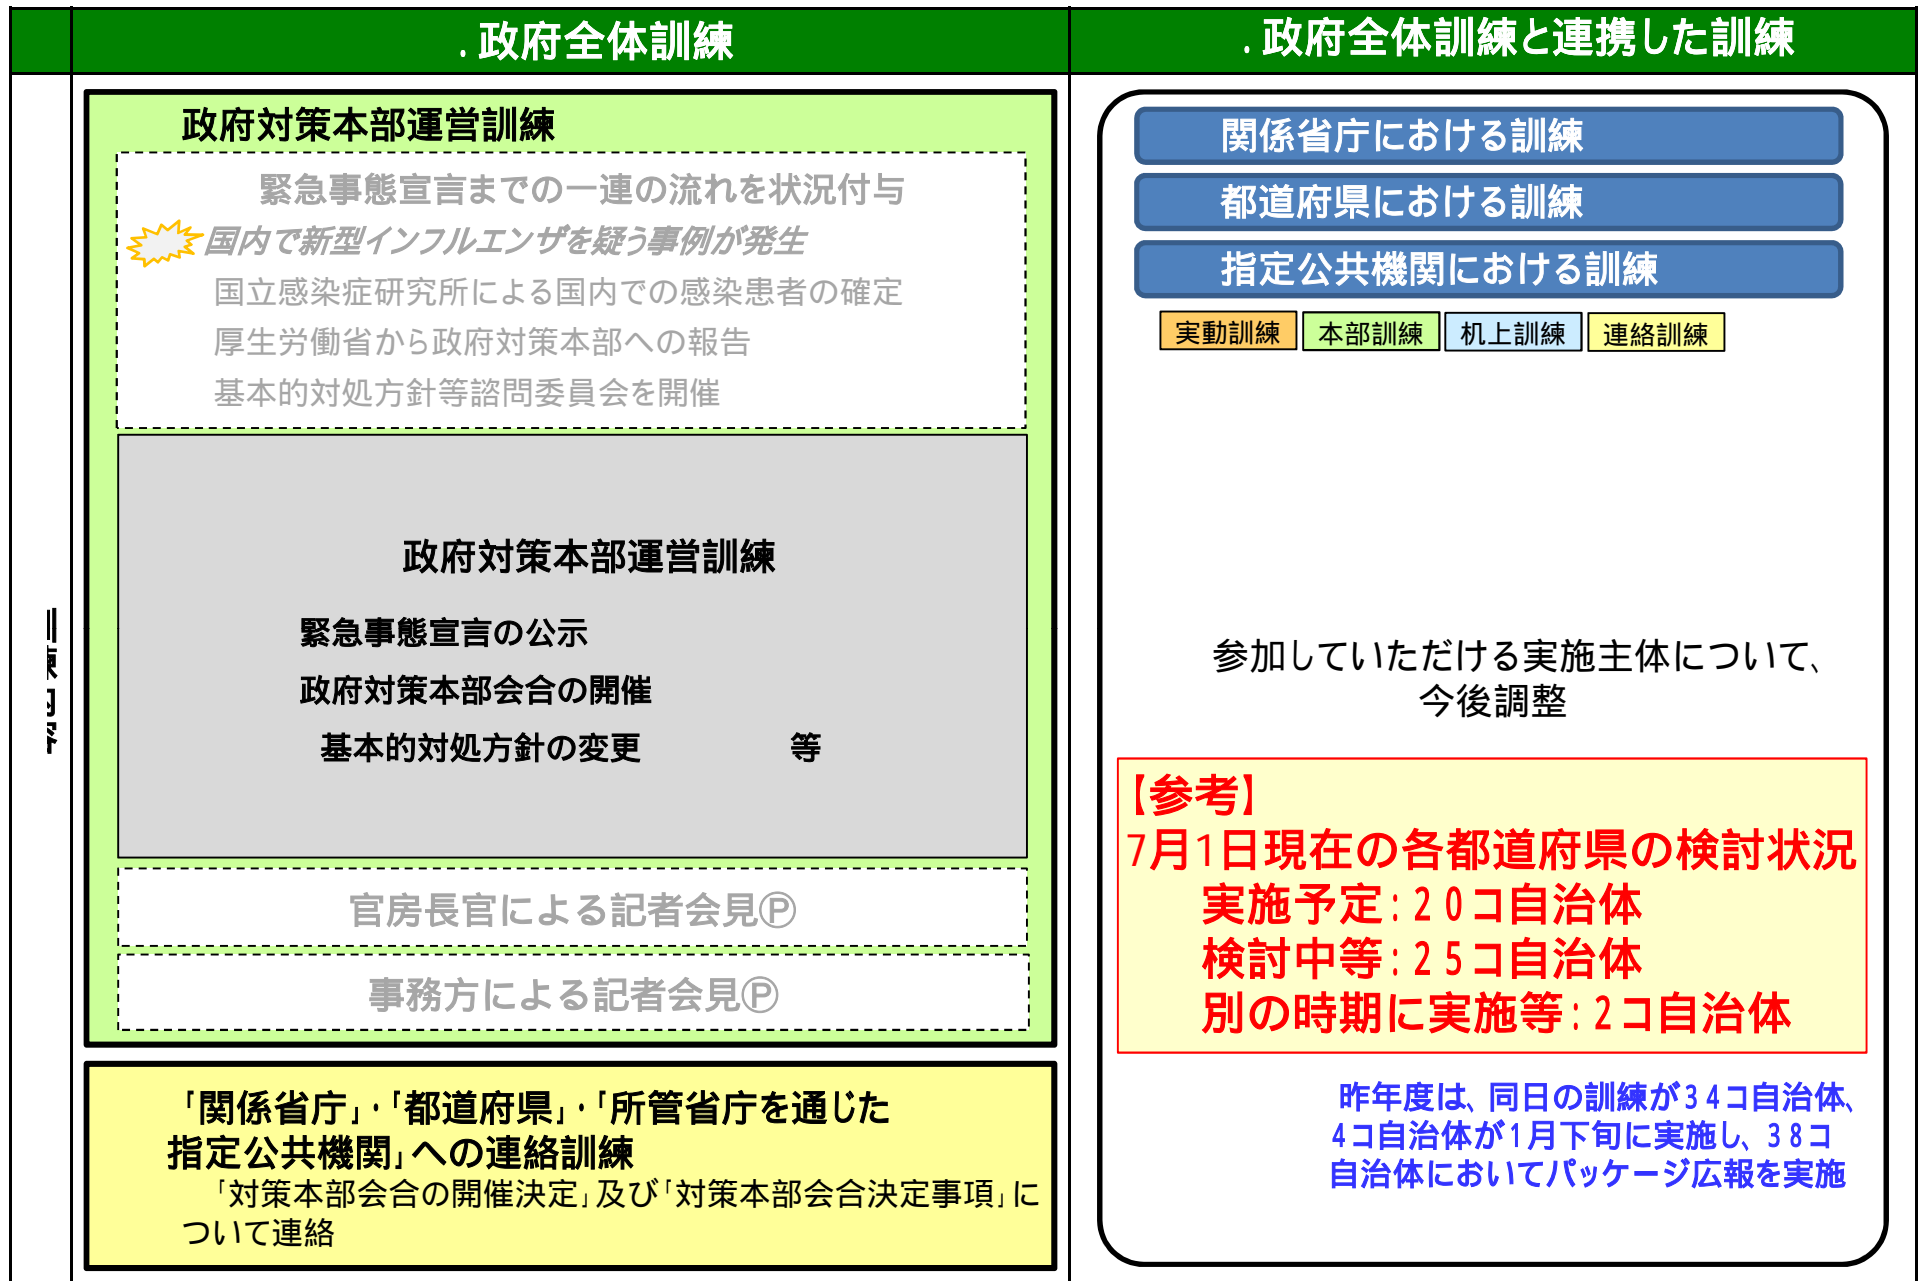 .政府全体訓練
.政府全体訓練と連携した訓練
政府対策本部運営訓練
緊急事態宣言までの一連の流れを状況付与
国内で新型インフルエンザを疑う事例が発生
国立感染症研究所による国内での感染患者の確定
厚生労働省から政府対策本部への報告
基本的対処方針等諮問委員会を開催
政府対策本部運営訓練
緊急事態宣言の公示
政府対策本部会合の開催
基本的対処方針の変更 等
官房長官による記者会見Ⓟ
事務方による記者会見Ⓟ
「関係省庁」・「都道府県」・「所管省庁を通じた
指定公共機関」への連絡訓練
「対策本部会合の開催決定」及び「対策本部会合決定事項」に
ついて連絡
関係省庁における訓練
都道府県における訓練
指定公共機関における訓練
実動訓練 本部訓練 机上訓練 連絡訓練
参加していただける実施主体について、
今後調整
【参考】
7月1日現在の各都道府県の検討状況
実施予定:20コ自治体
検討中等:25コ自治体
別の時期に実施等:2コ自治体
昨年度は、同日の訓練が34コ自治体、
4コ自治体が1月下旬に実施し、38コ
自治体においてパッケージ広報を実施